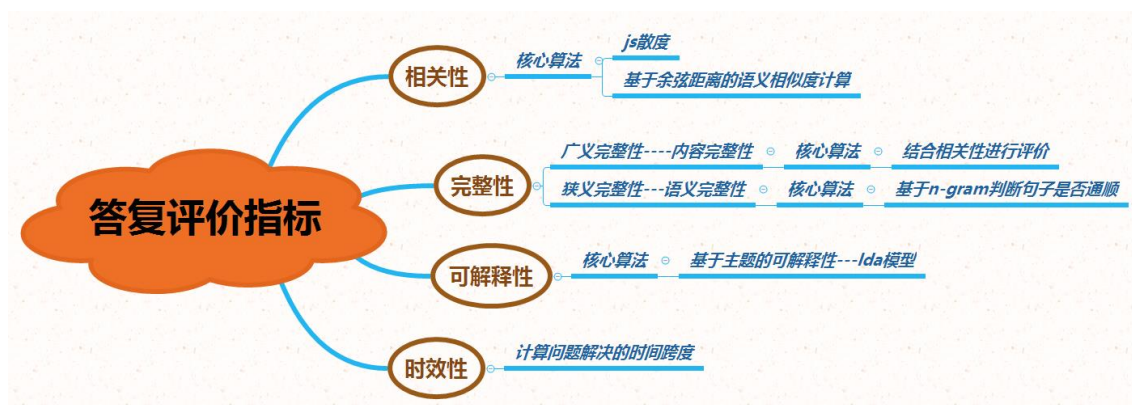 答复评价指标
相关性
核心算法
js散度
基于余弦距离的语义相似度计算
完整性
广义完整性----内容完整性
核心算法
结合相关性进行评价
狭义完整性---语义完整性
核心算法
基于n-gram判断句子是否通顺
可解释性
核心算法
基于主题的可解释性---lda模型
时效性
计算问题解决的时间跨度